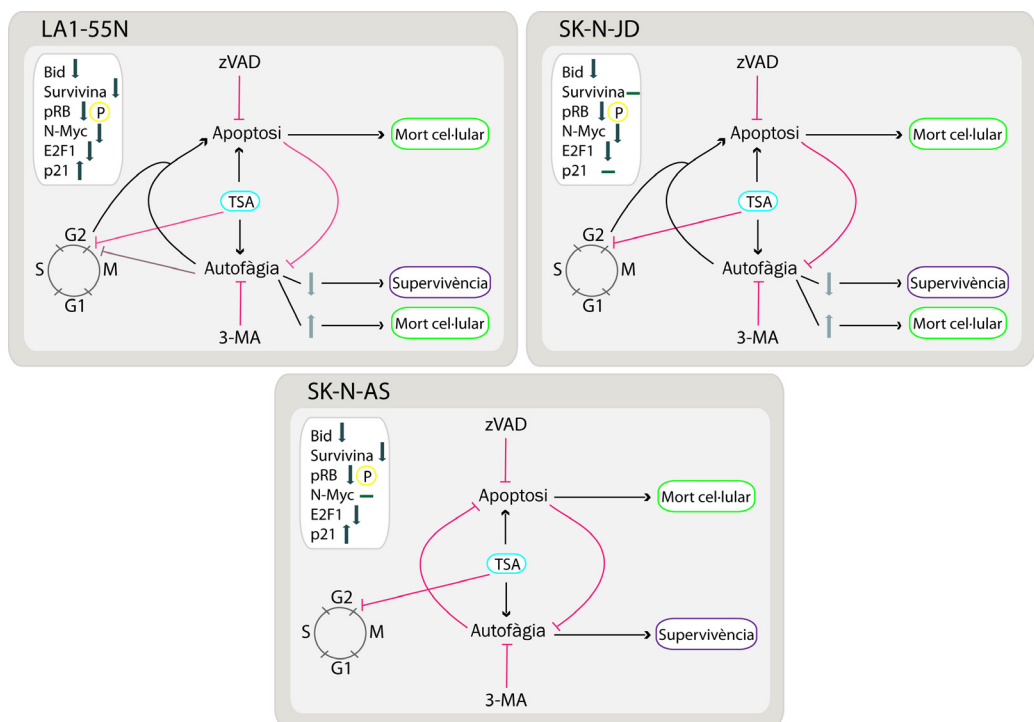 LA1-55N
Bid
Survivina
pRB P
N-Myc
E2F1
p21
zVAD
Apoptosi
Mort cel·lular
TSA
G2
S M
G1
Autofàgia
Supervivència
Mort cel·lular
3-MA
SK-N-JD
Bid
Survivina
pRB P
N-Myc
E2F1
p21
zVAD
Apoptosi
Mort cel·lular
TSA
G2
S M
G1
Autofàgia
Supervivència
Mort cel·lular
3-MA
SK-N-AS
Bid
Survivina
pRB P
N-Myc
E2F1
p21
zVAD
Apoptosi
Mort cel·lular
TSA
G2
S M
G1
Autofàgia
Supervivència
3-MA